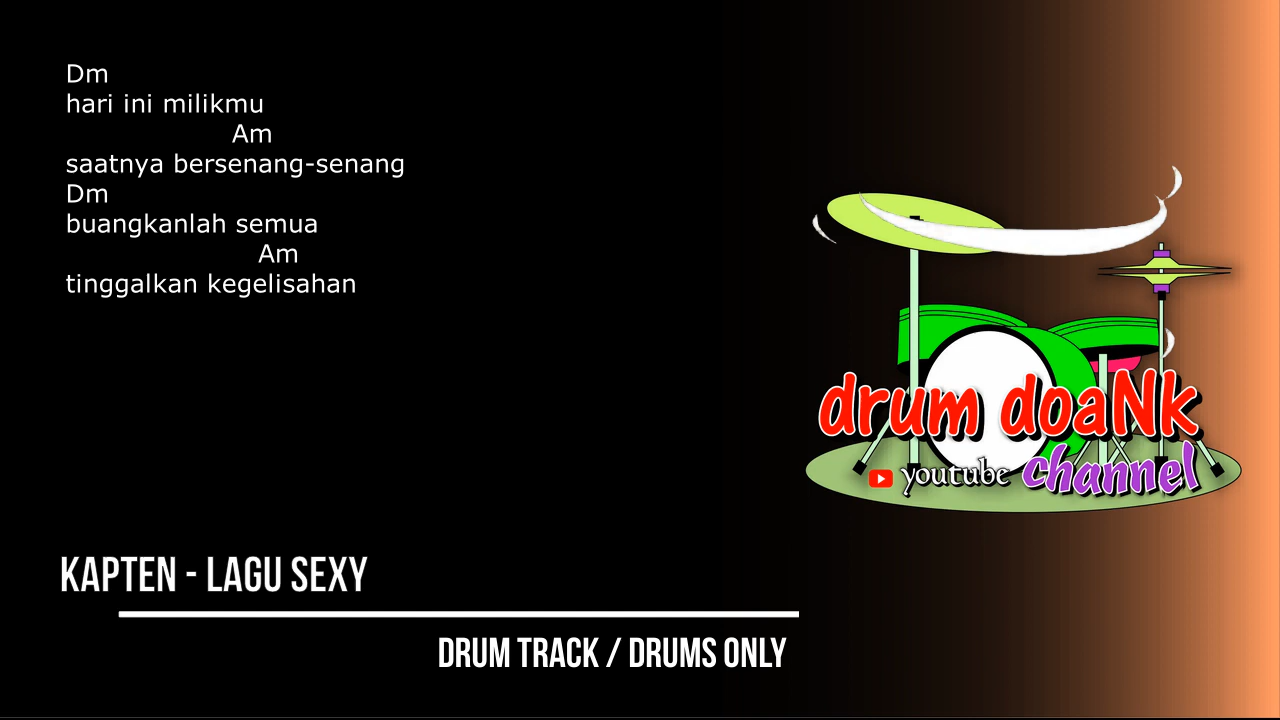 Dm
hari ini milikmu
Am
saatnya bersenang-senang
Dm
buangkanlah semua
Am
tinggalkan kegelisahan
drum doaNk
youtube channel
KAPTEN - LAGU SEXY
DRUM TRACK / DRUMS ONLY